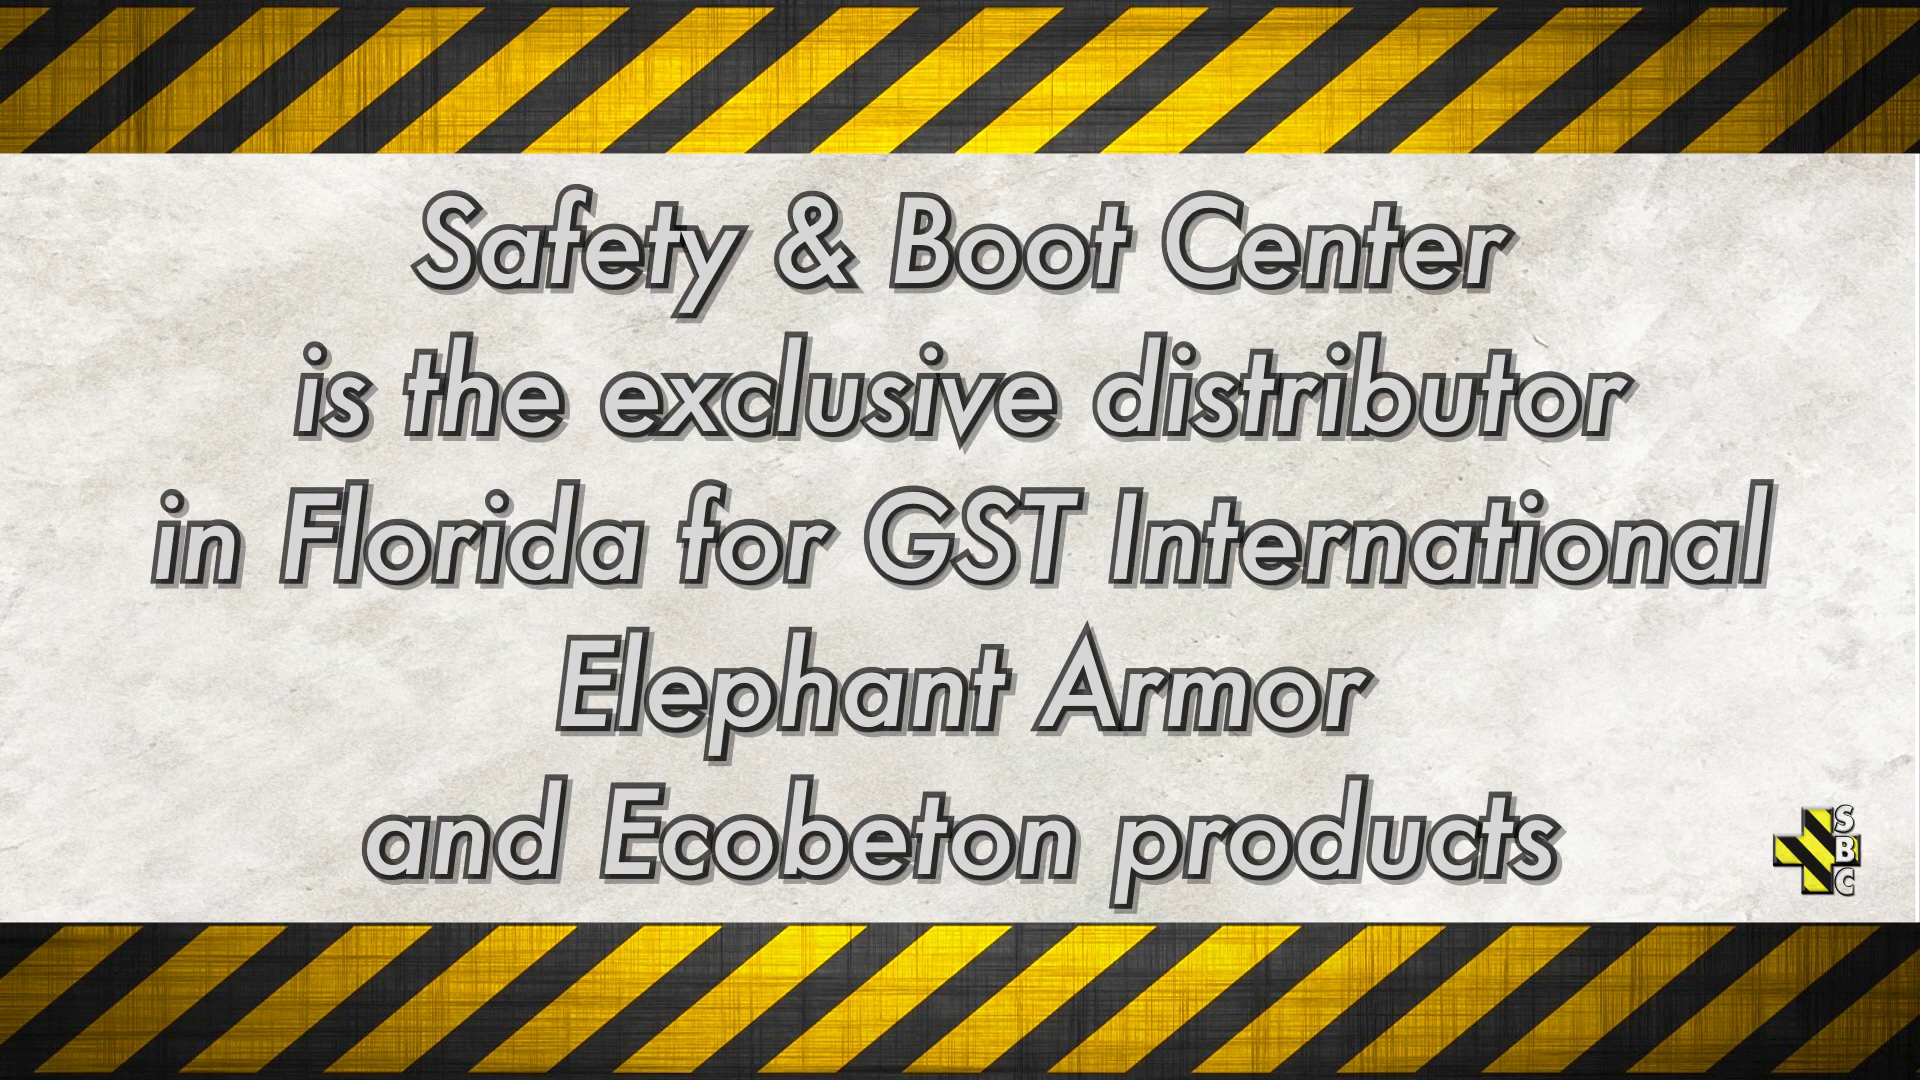 Safety & Boot Center
is the exclusive distributor
in Florida for GST International
Elephant Armor
and Ecobeton products
S
B
C